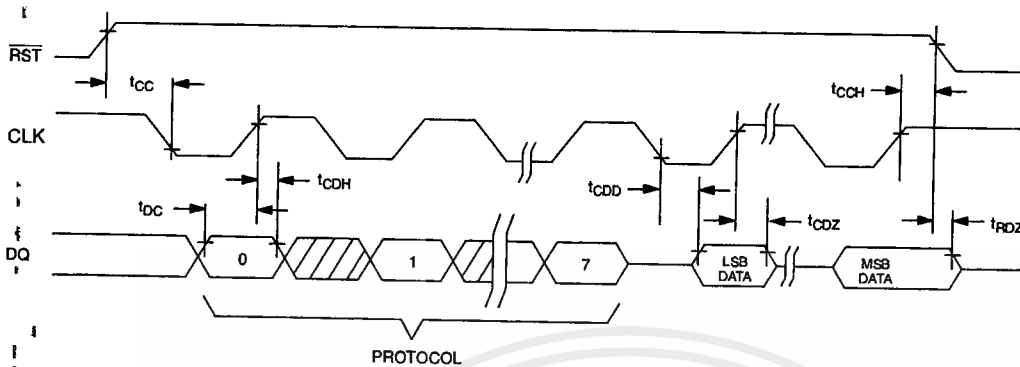 RST
tCC
tCCH
CLK
tCDH
tCDD
tDC
tCDZ
tRDZ
DQ
0
1
7
LSB
DATA
MSB
DATA
PROTOCOL